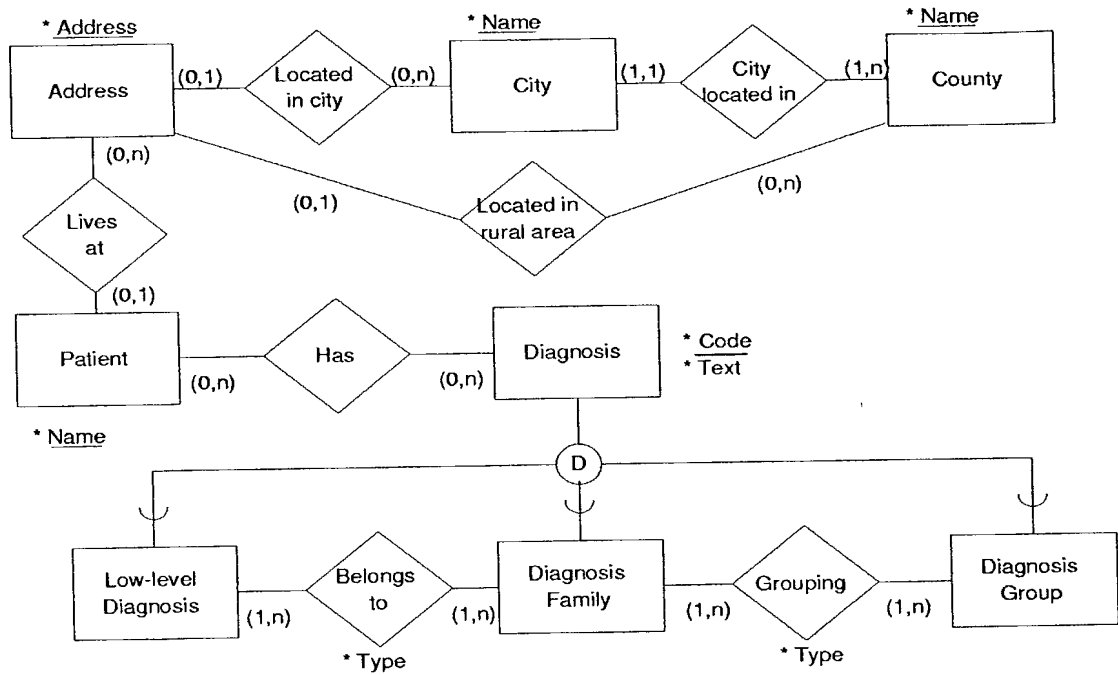 * Address
* Name
* Name
Address
(0,1)
Located
in city
(0,n)
City
(1,1)
City
located in
(1,n)
County
(0,n)
(0,1)
Located in
rural area
(0,n)
Lives
at
(0,1)
Patient
(0,n)
Has
(0,n)
Diagnosis
* Code
* Text
* Name
D
Low-level
Diagnosis
(1,n)
Belongs
to
(1,n)
Diagnosis
Family
(1,n)
Grouping
(1,n)
Diagnosis
Group
* Type
* Type